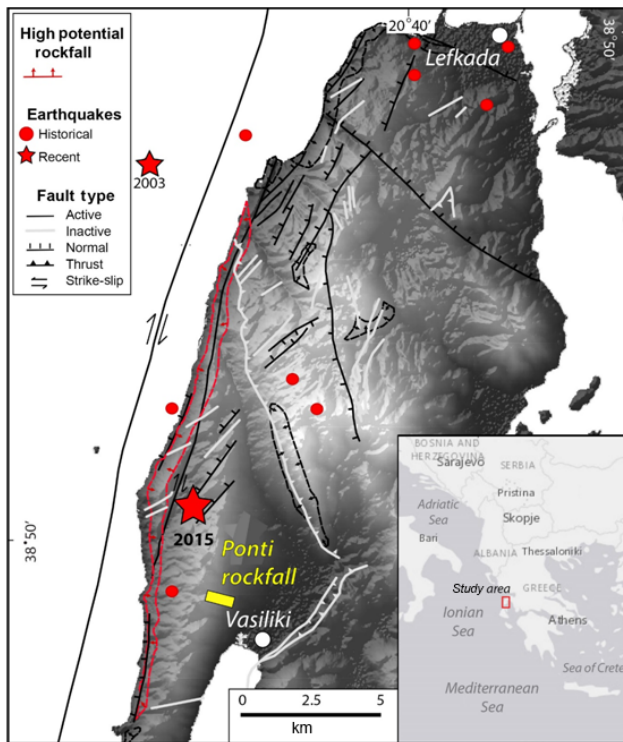 High potential
rockfall
Earthquakes
Historical
Recent
Fault type
Active
Inactive
Normal
Thrust
Strike-slip
20°40'
38°50'
Lefkada
2003
38°50'
2015
Ponti
rockfall
Vasiliki
0 2.5 5
km
BOSNIA AND
HERZEGOVINA
Sarajevo
SERBIA
Adriatic
Sea
Pristina
Skopje
Bari
ALBANIA
Thessaloniki
Study area
GREECE
Ionian
Sea
Athens
Sea of Crete
Mediterranean
Sea